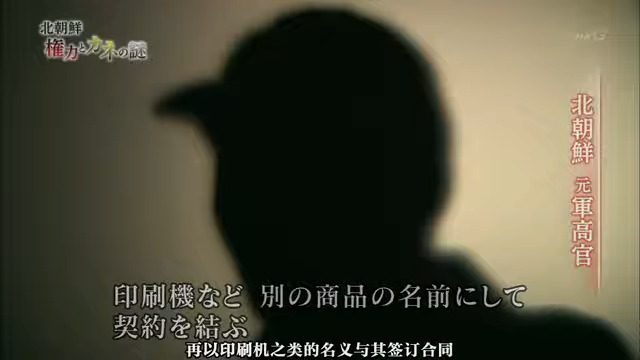 北朝鮮
権力とカネの謎
北朝鮮 元軍高官
印刷機など 別の商品の名前にして
契約を結ぶ
再以印刷机之类的名义与其签订合同